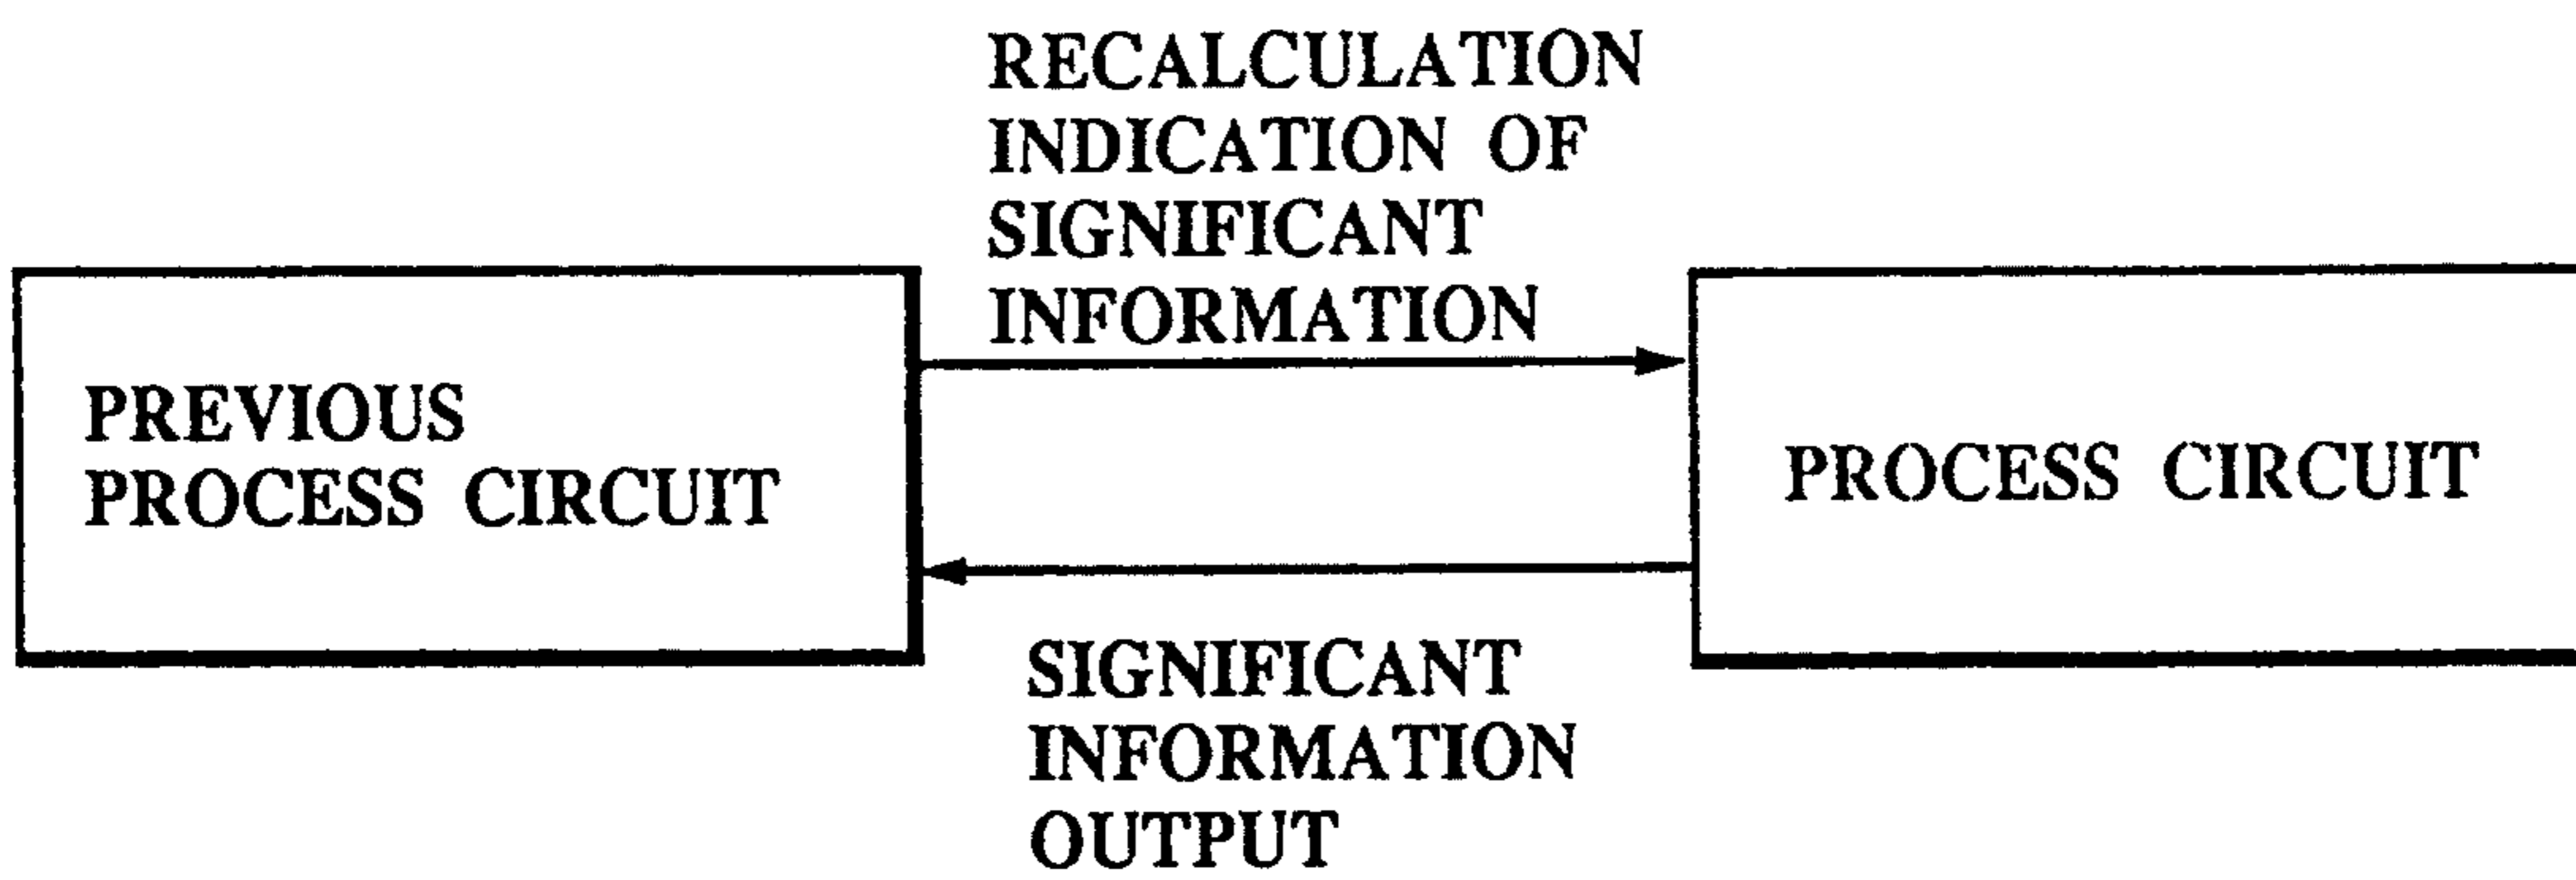 RECALCULATION
INDICATION OF
SIGNIFICANT
INFORMATION
PREVIOUS
PROCESS CIRCUIT
PROCESS CIRCUIT
SIGNIFICANT
INFORMATION
OUTPUT